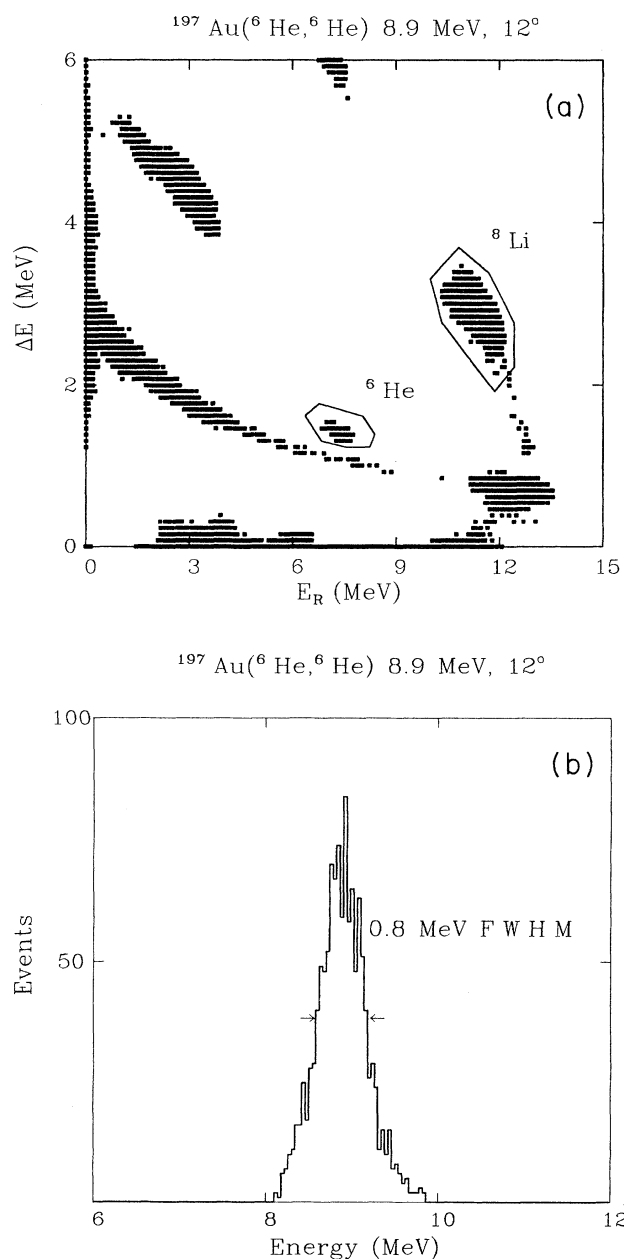 ¹⁹⁷Au(⁶He,⁶He) 8.9 MeV, 12°
6
(a)
⁸Li
4
ΔE (MeV)
2
⁶He
0
0 3 6 9 12 15
E_R (MeV)
¹⁹⁷Au(⁶He,⁶He) 8.9 MeV, 12°
100
(b)
0.8 MeV F W H M
Events
50
6 8 10 12
Energy (MeV)